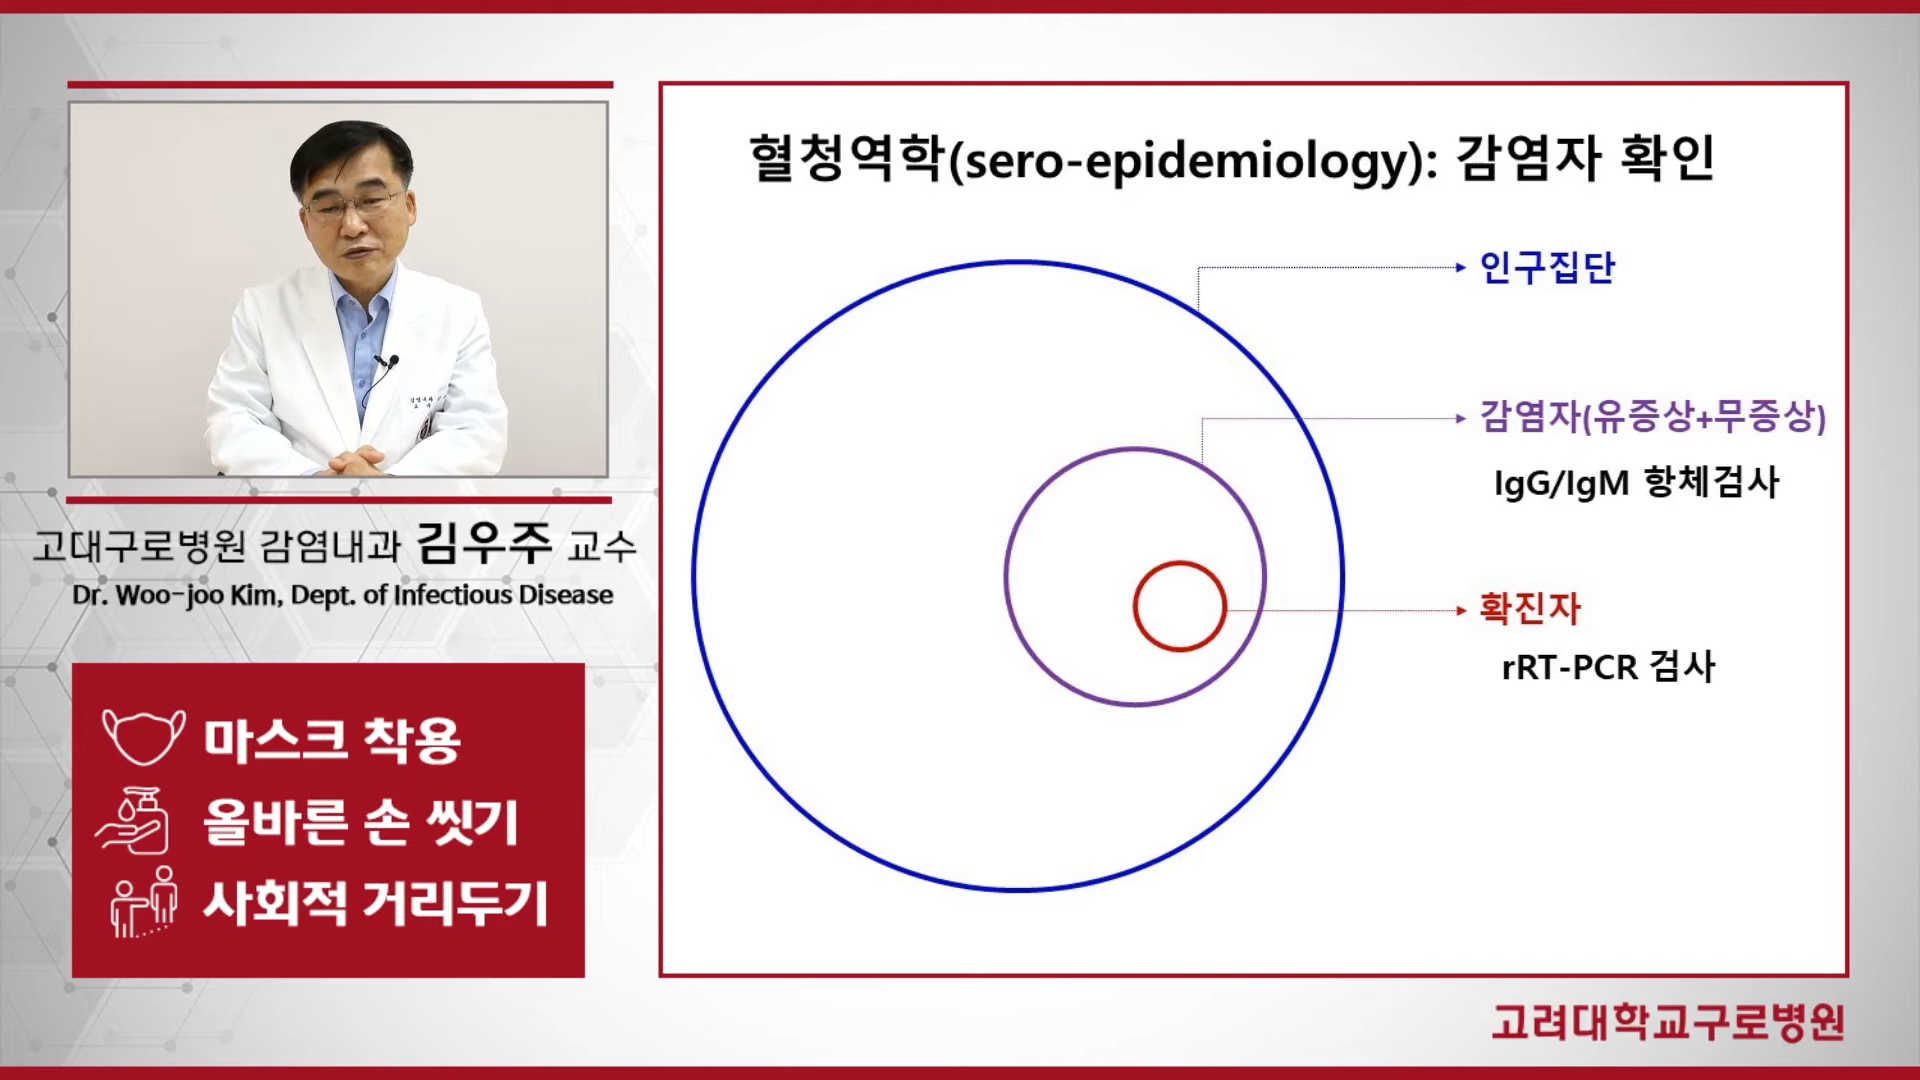 혈청역학(sero-epidemiology): 감염자 확인
인구집단
감염자(유증상+무증상)
IgG/IgM 항체검사
확진자
rRT-PCR 검사
고대구로병원 감염내과 김우주 교수
Dr. Woo-joo Kim, Dept. of Infectious Disease
마스크 착용
올바른 손 씻기
사회적 거리두기
고려대학교구로병원